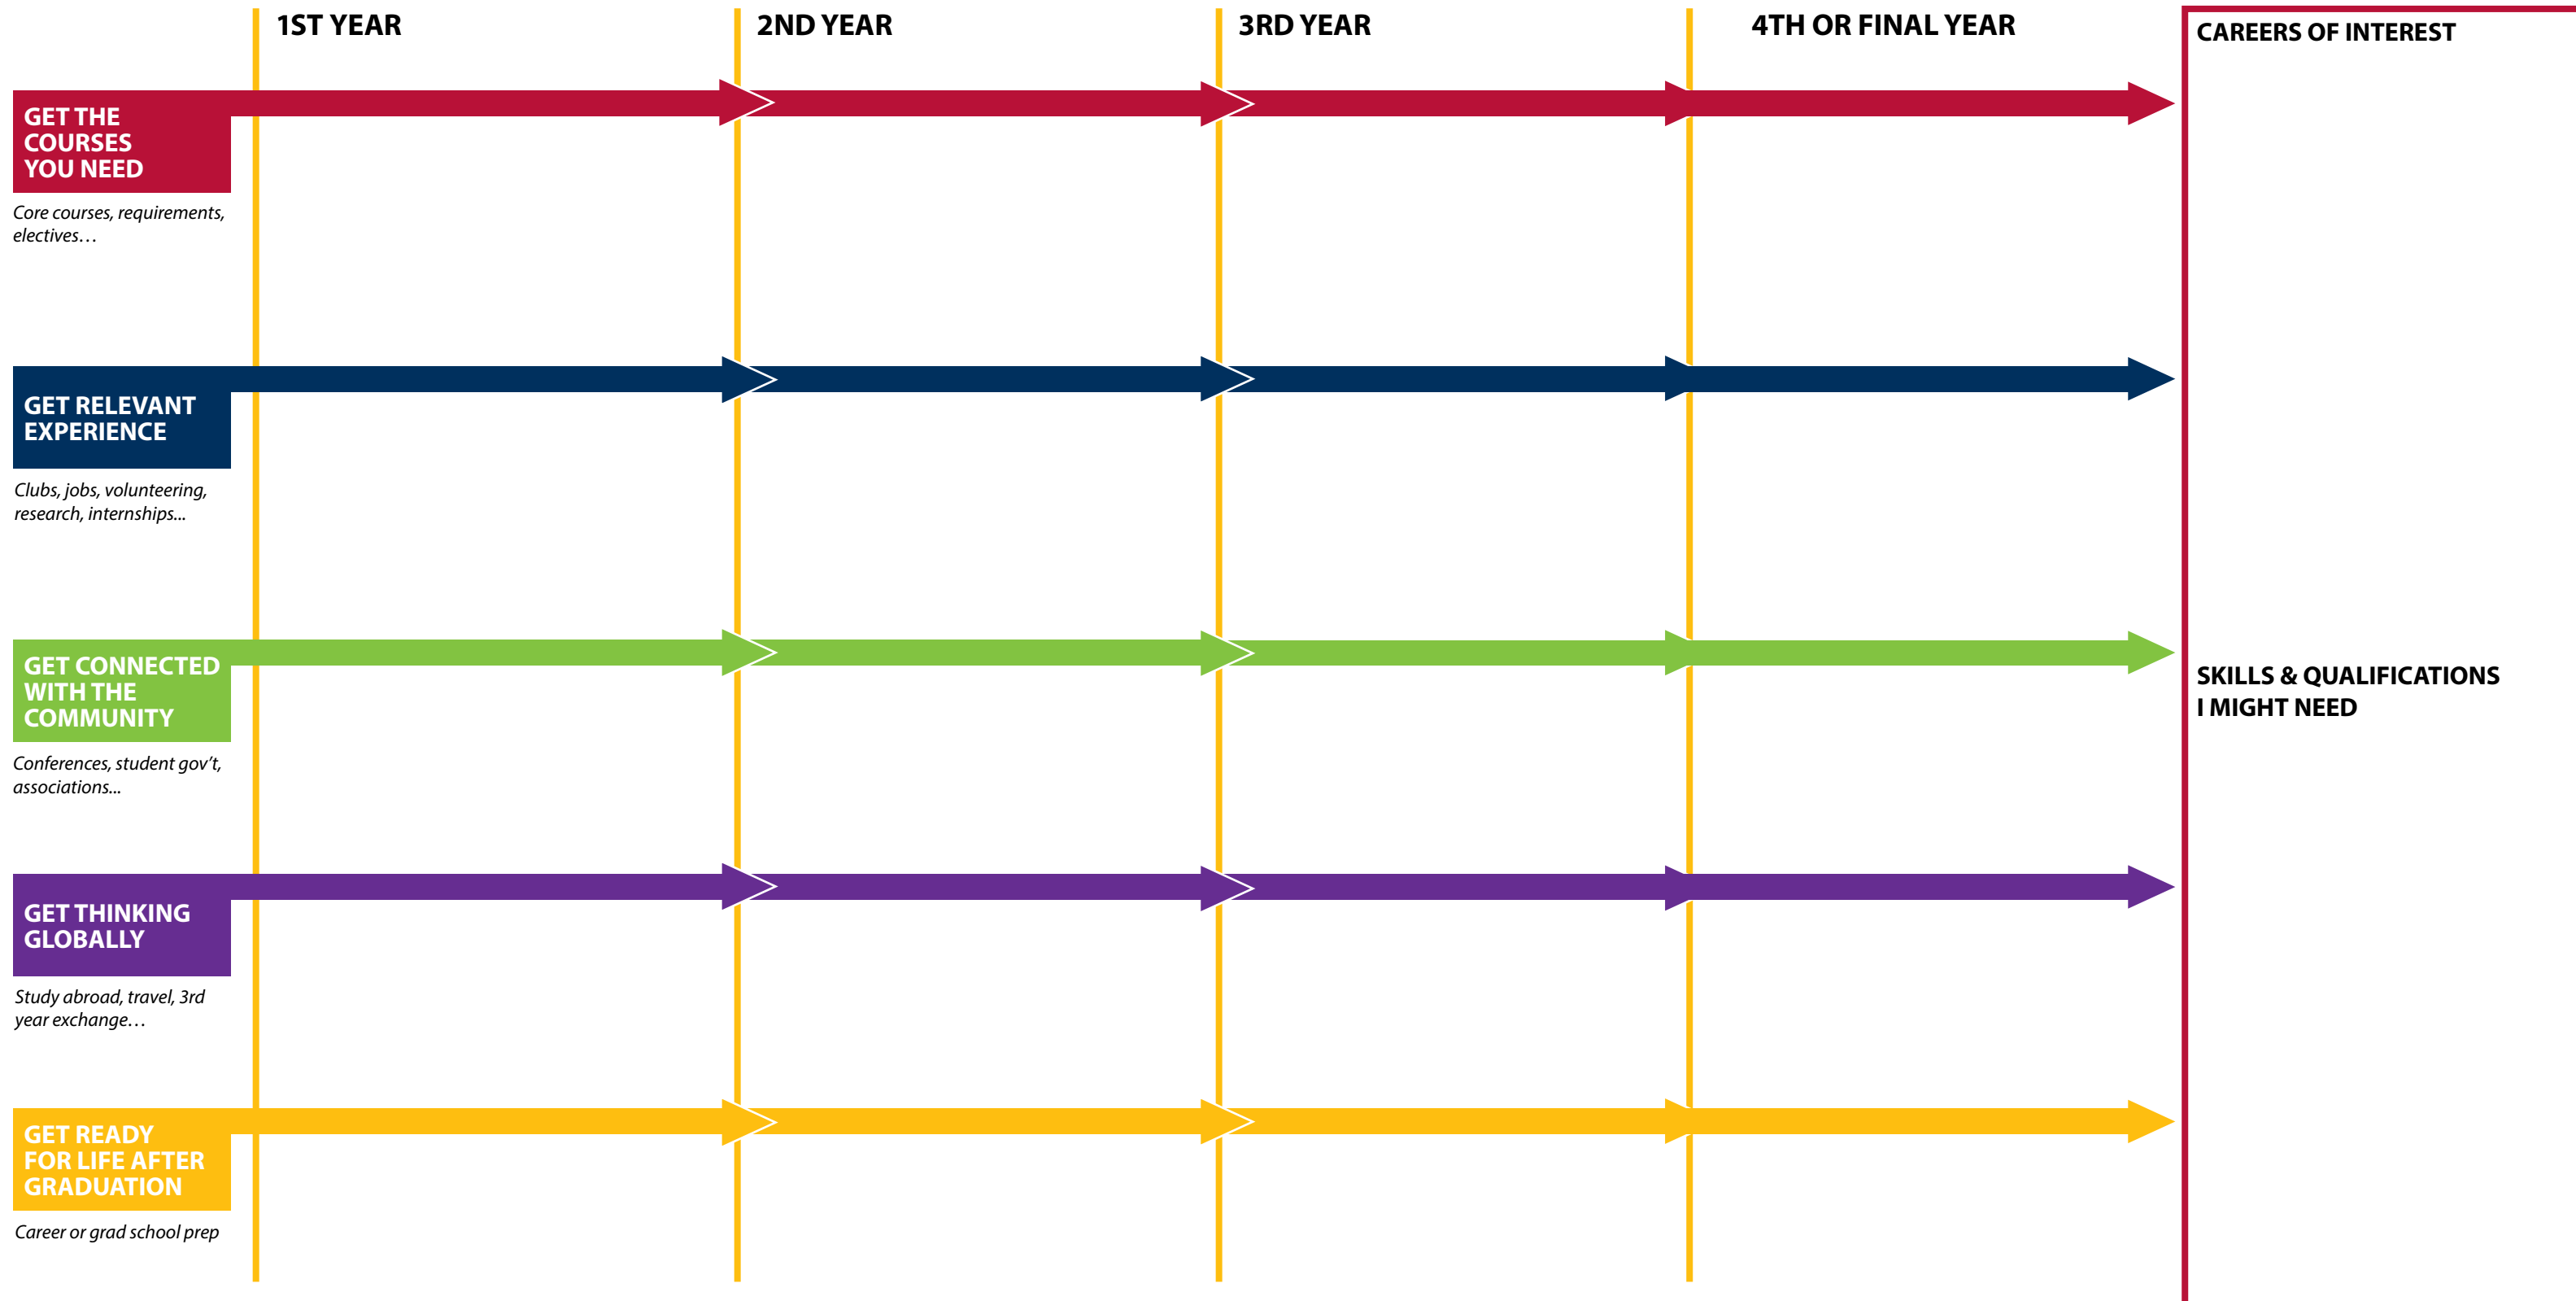 1ST YEAR
2ND YEAR
3RD YEAR
4TH OR FINAL YEAR
CAREERS OF INTEREST
GET THE
COURSES
YOU NEED
Core courses, requirements,
electives…
GET RELEVANT
EXPERIENCE
Clubs, jobs, volunteering,
research, internships...
GET CONNECTED
WITH THE
COMMUNITY
Conferences, student gov’t,
associations...
SKILLS & QUALIFICATIONS
I MIGHT NEED
GET THINKING
GLOBALLY
Study abroad, travel, 3rd
year exchange…
GET READY
FOR LIFE AFTER
GRADUATION
Career or grad school prep